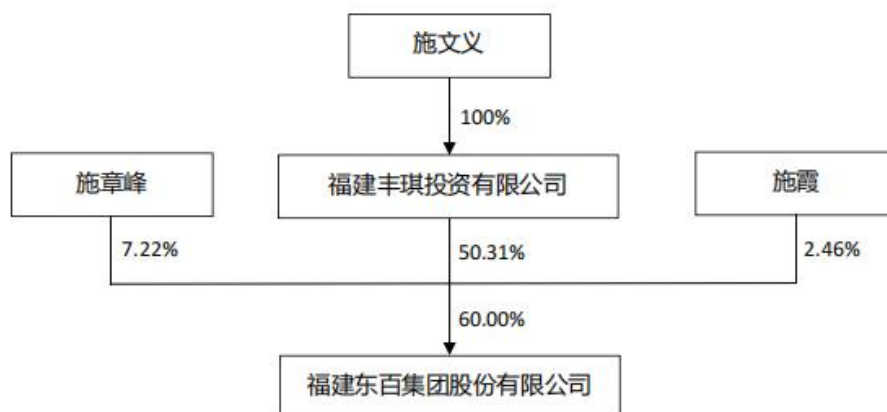 施文义
100%
施章峰
福建丰琪投资有限公司
施霞
7.22%
50.31%
2.46%
60.00%
福建东百集团股份有限公司